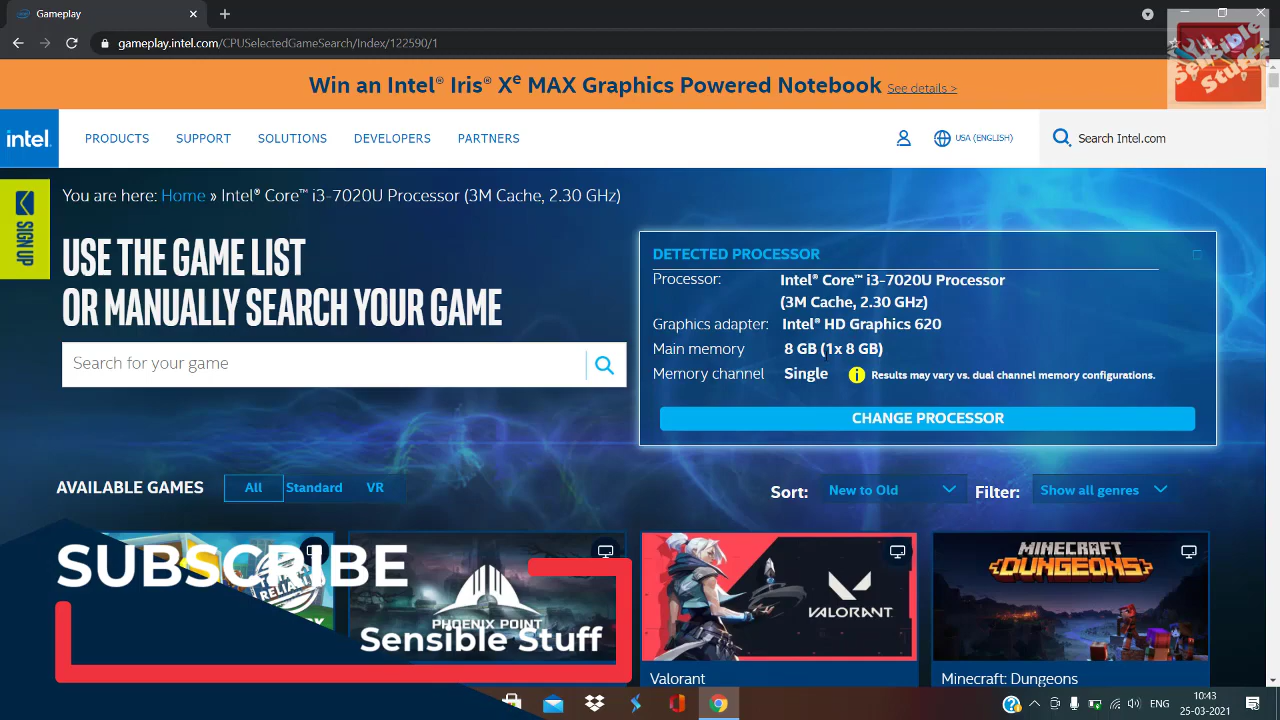 Gameplay
gameplay.intel.com/CPUSelectedGameSearch/Index/122590/1
Sensible
Stuff
Win an Intel® Iris® Xe MAX Graphics Powered Notebook See details >
intel.
PRODUCTS SUPPORT SOLUTIONS DEVELOPERS PARTNERS
USA (ENGLISH)
Search Intel.com
SIGN UP
You are here: Home » Intel® Core™ i3-7020U Processor (3M Cache, 2.30 GHz)
USE THE GAME LIST
OR MANUALLY SEARCH YOUR GAME
Search for your game
DETECTED PROCESSOR
Processor: Intel® Core™ i3-7020U Processor
(3M Cache, 2.30 GHz)
Graphics adapter: Intel® HD Graphics 620
Main memory 8 GB (1x 8 GB)
Memory channel Single i Results may vary vs. dual channel memory configurations.
CHANGE PROCESSOR
AVAILABLE GAMES All Standard VR
Sort: New to Old Filter: Show all genres
SUBSCRIBE
Sensible Stuff
PHOENIX POINT
VALORANT
MINECRAFT
DUNGEONS
Valorant
Minecraft: Dungeons
ENG
10:43
25-03-2021